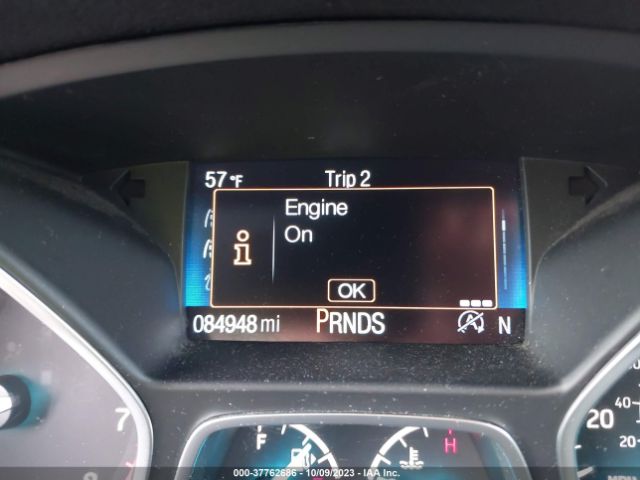 57°F Trip 2
Engine
On
OK
084948 mi PRNDS N
7
F H
20
40
20
000-37762686 - 10/09/2023 - IAA Inc.